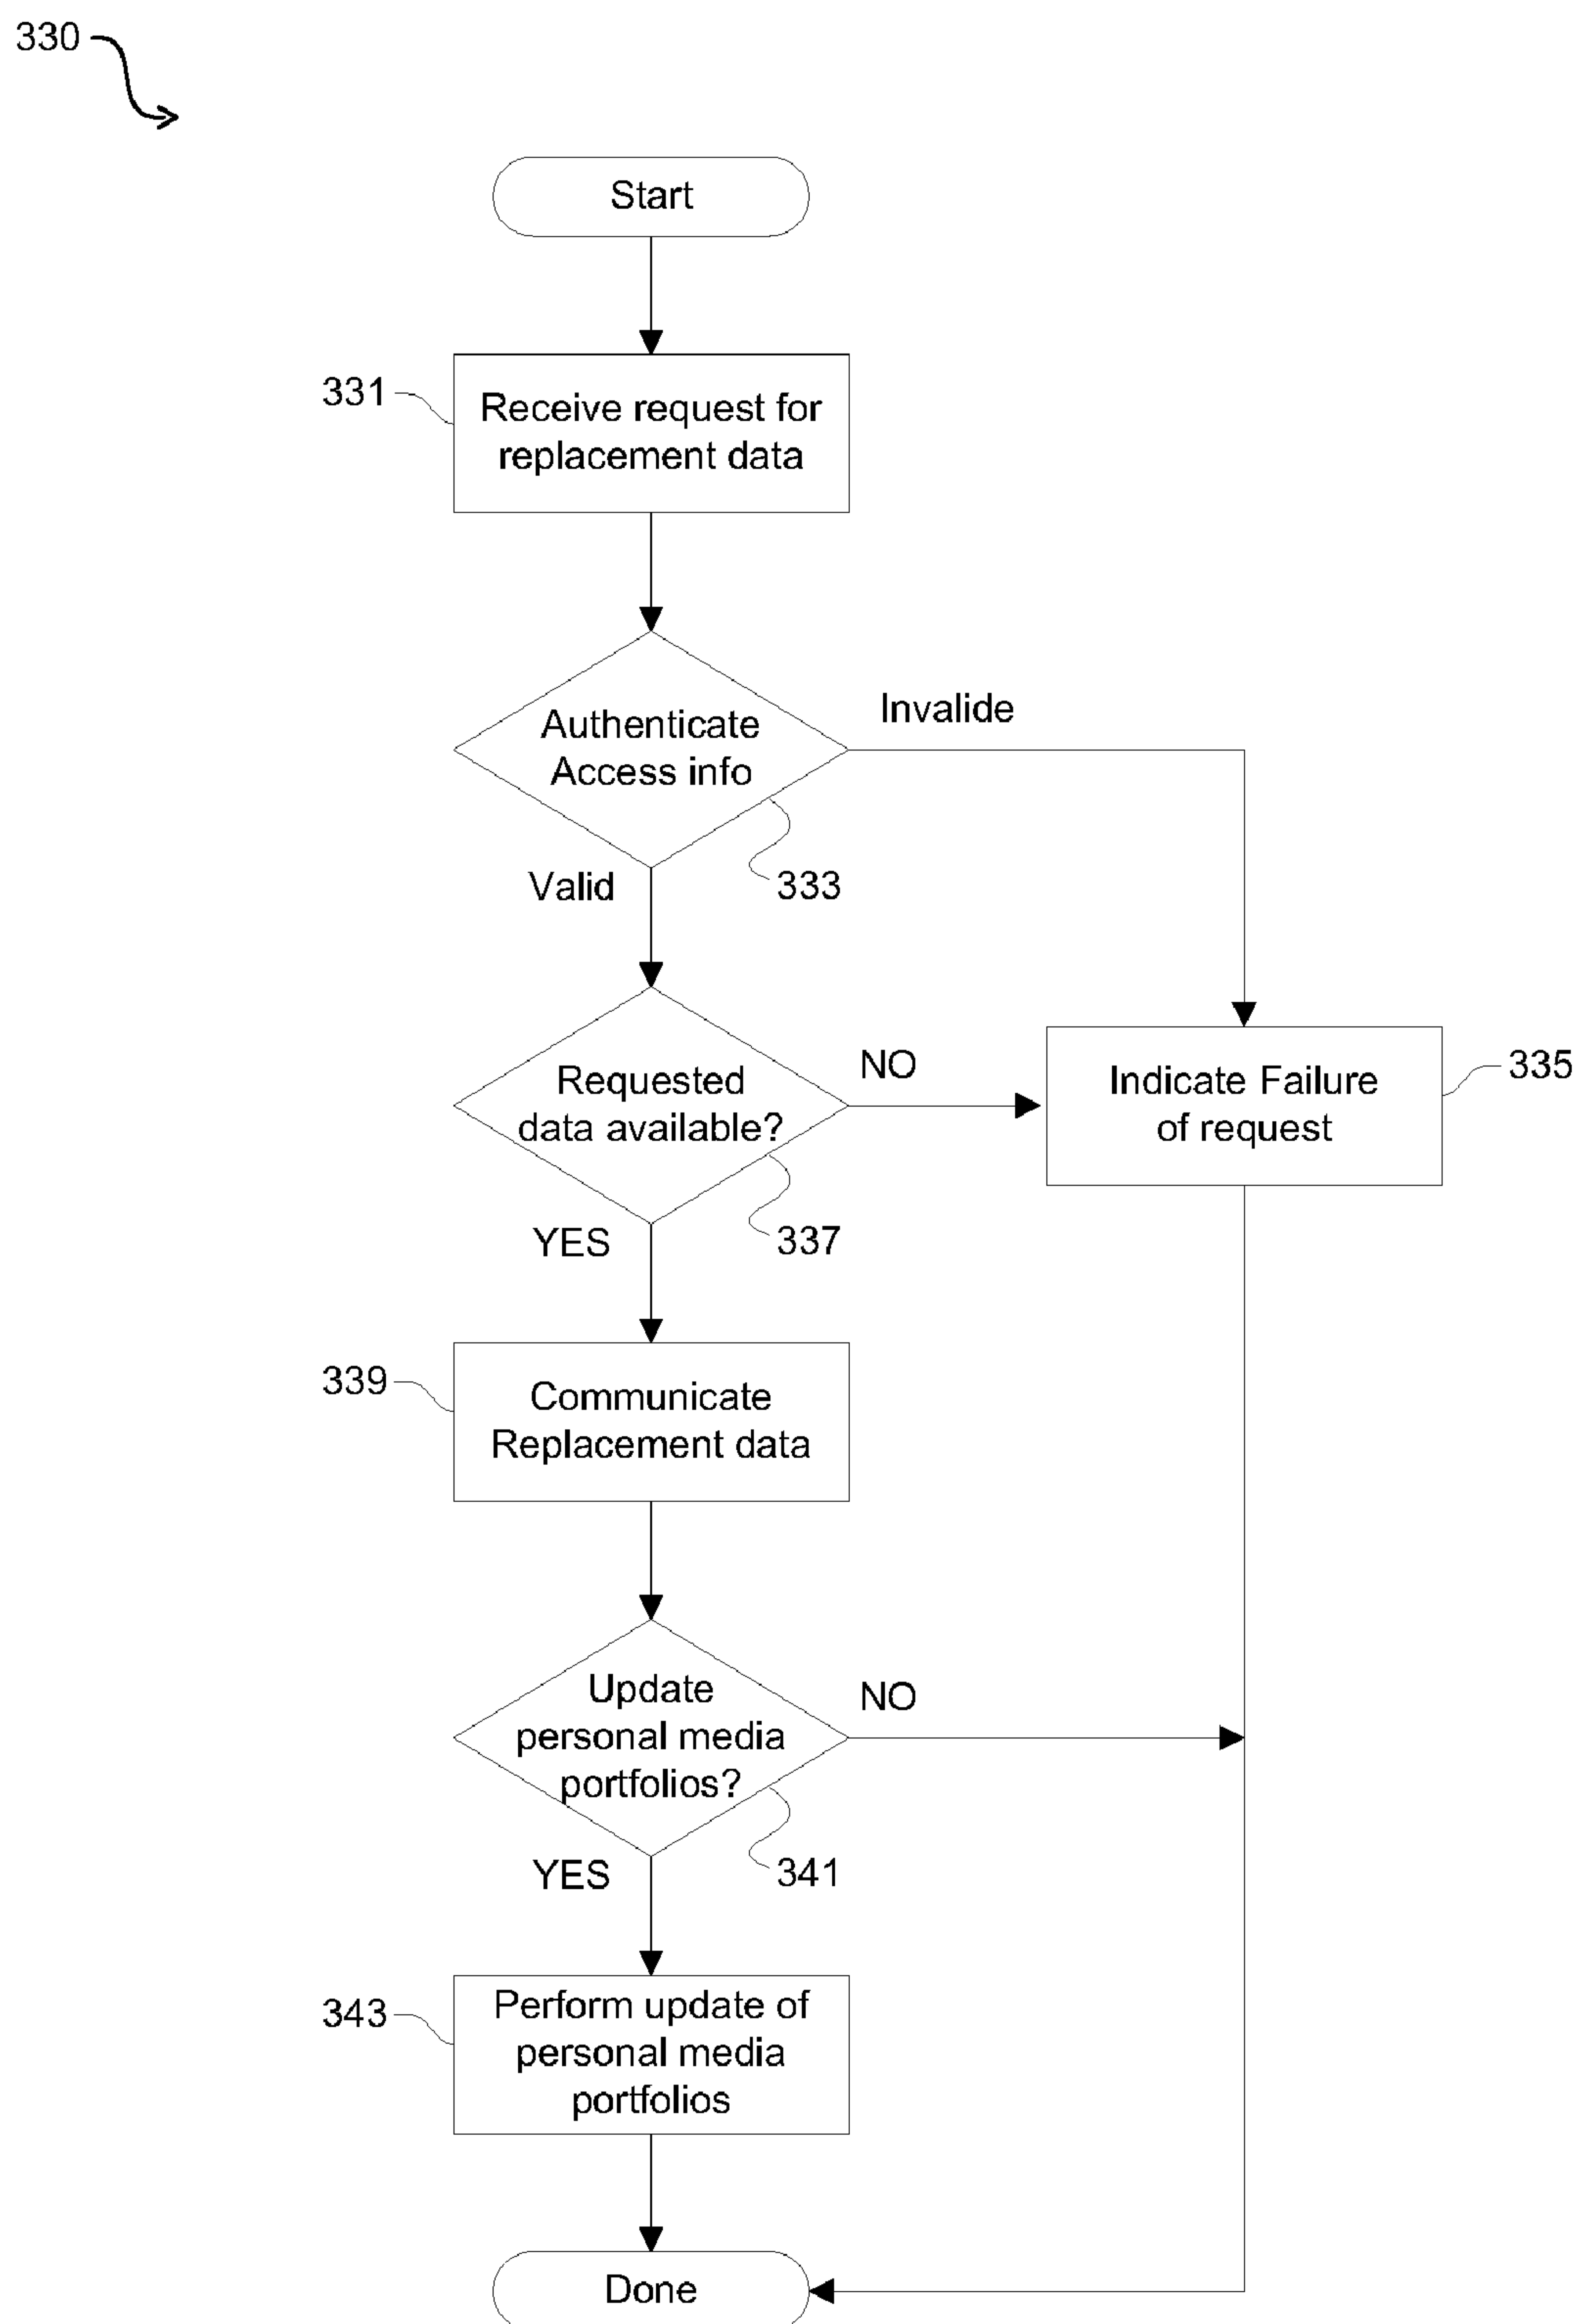 330
Start
331
Receive request for
replacement data
Authenticate
Access info
Invalide
333
Valid
Requested
data available?
NO
337
YES
Indicate Failure
of request
335
339
Communicate
Replacement data
Update
personal media
portfolios?
NO
341
YES
343
Perform update of
personal media
portfolios
Done